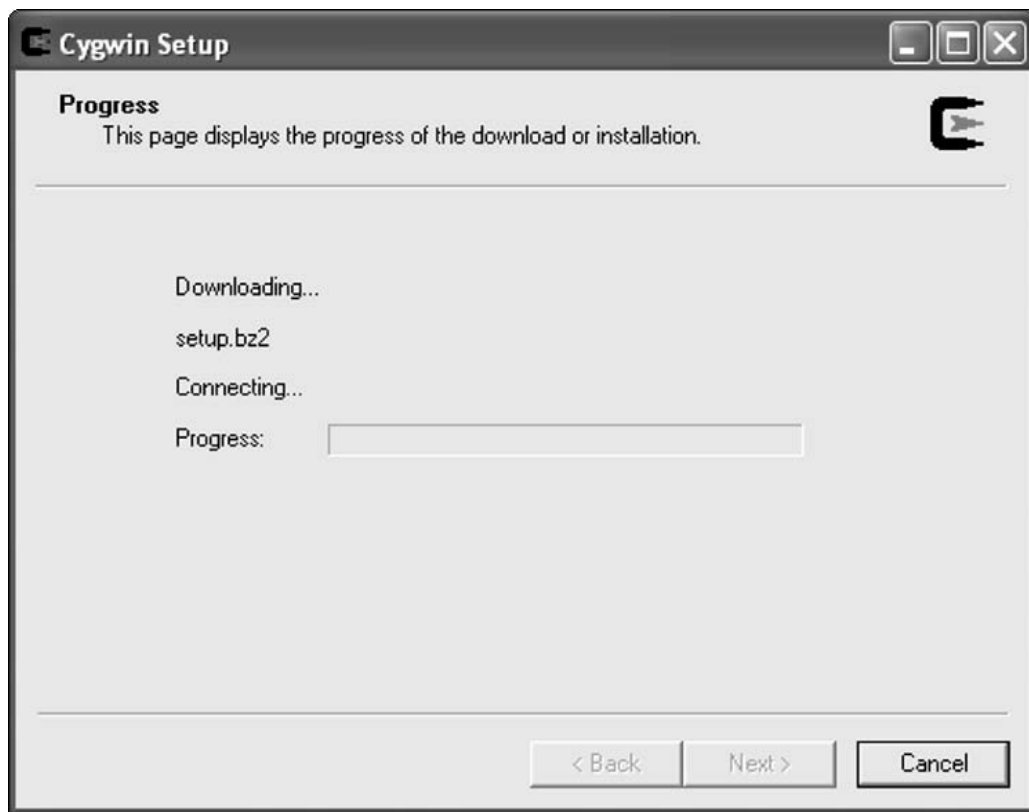 Cygwin Setup
Progress
This page displays the progress of the download or installation.
Downloading...
setup.bz2
Connecting...
Progress:
< Back
Next >
Cancel